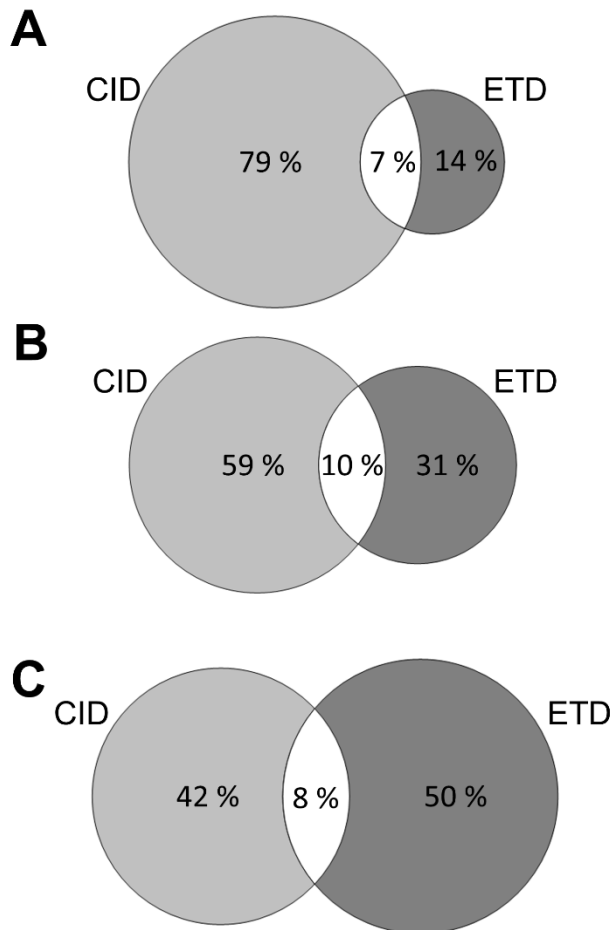 A
CID
ETD
79 %
7 %
14 %
B
CID
ETD
59 %
10 %
31 %
C
CID
ETD
42 %
8 %
50 %